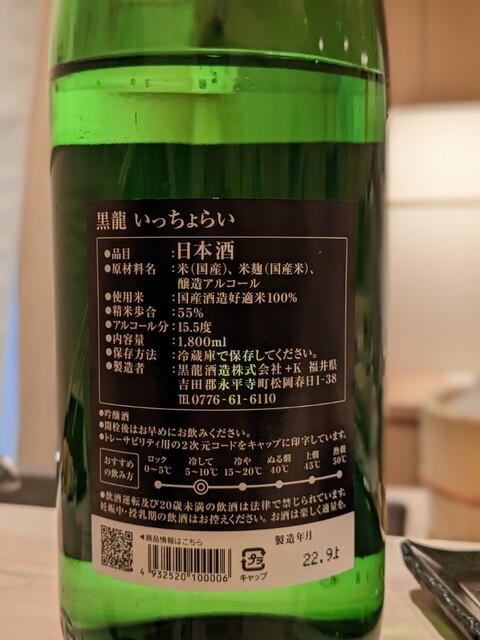 黒龍 いっちょらい
●品目 : 日本酒
●原材料名 : 米(国産)、米麹(国産米)、
醸造アルコール
●使用米 : 国産酒造好適米100%
●精米歩合 : 55%
●アルコール分 : 15.5度
●内容量 : 1,800ml
●保存方法 : 冷蔵庫で保存してください。
●製造者 : 黒龍酒造株式会社 +K 福井県
吉田郡永平寺町松岡春日1-38
TEL0776-61-6110
●吟醸酒
●開栓後はお早めにお飲みください。
●トレーサビリティ用の2次元コードをキャップに印字しています。
おすすめの飲み方
ロック 冷して 冷や ぬる燗 上燗 熱燗
0~5℃ 5~10℃ 15~20℃ 40℃ 45℃ 50℃
●飲酒運転及び20歳未満の飲酒は法律で禁じられています。
妊娠中・授乳期の飲酒はお控えください。お酒は楽しく適量を。
◀商品情報はこちら
4 932520 100006
プラ
キャップ
製造年月
22.9